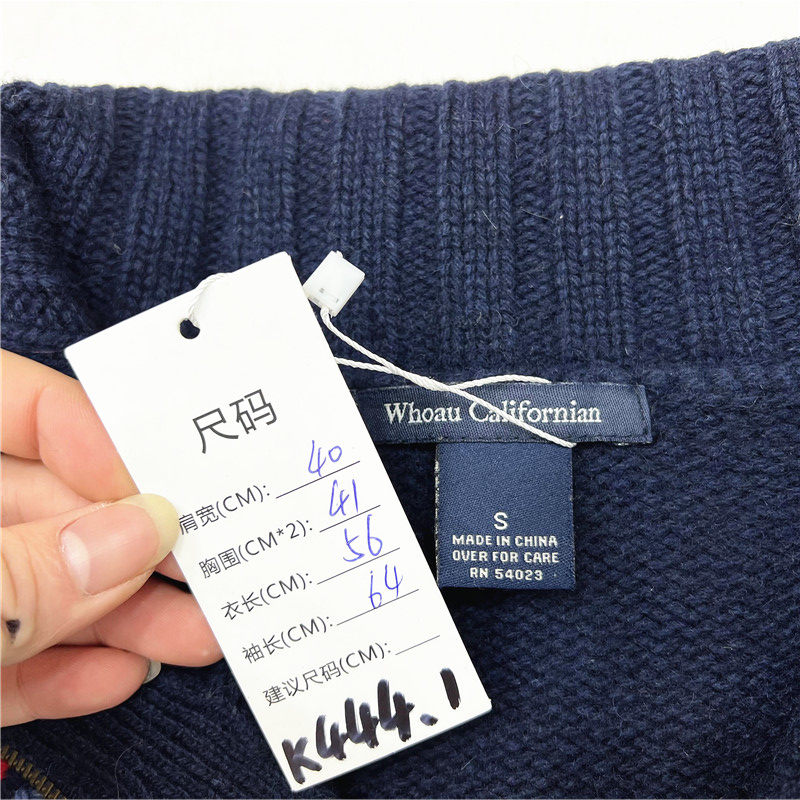 尺码
肩宽(CM): 40
胸围(CM*2): 41
衣长(CM): 56
袖长(CM): 64
建议尺码(CM):
K444.1
Whoau Californian
S
MADE IN CHINA
OVER FOR CARE
RN 54023